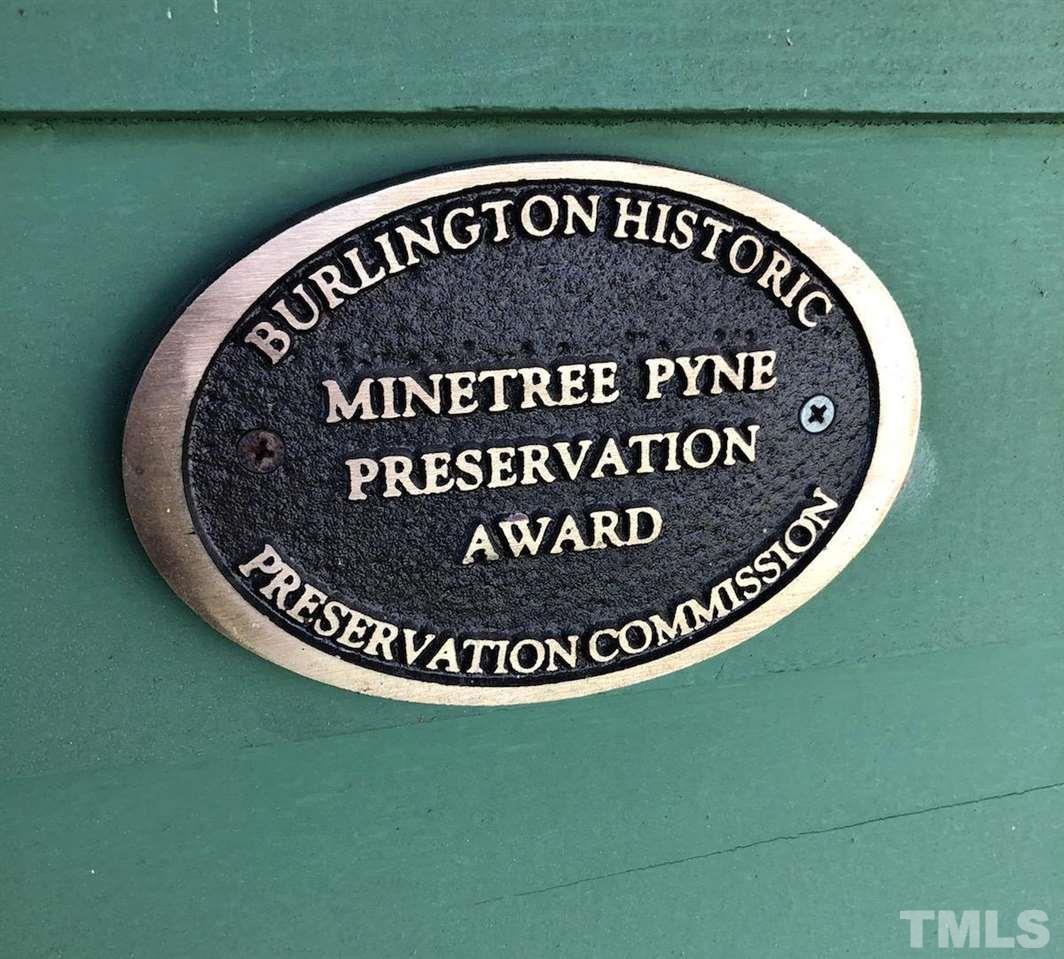 BURLINGTON HISTORIC
MINETREE PYNE
PRESERVATION
AWARD
PRESERVATION COMMISSION
TMLS